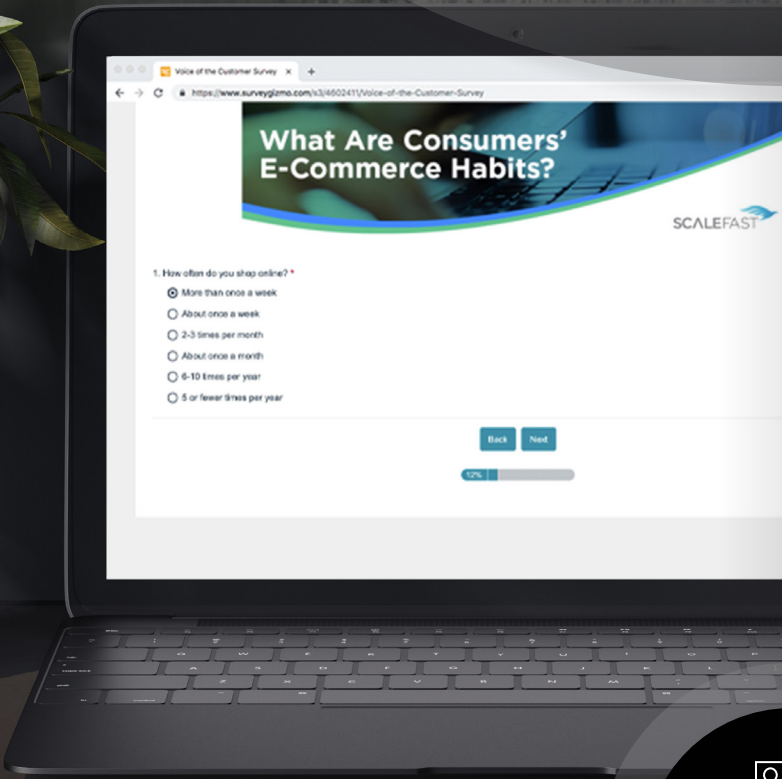 Voice of the Customer Survey
https://www.surveygizmo.com/s3/4602411/Voice-of-the-Customer-Survey
What Are Consumers'
E-Commerce Habits?
SCALEFAST
1. How often do you shop online? *
More than once a week
About once a week
2-3 times per month
About once a month
6-10 times per year
5 or fewer times per year
Back Next
12%